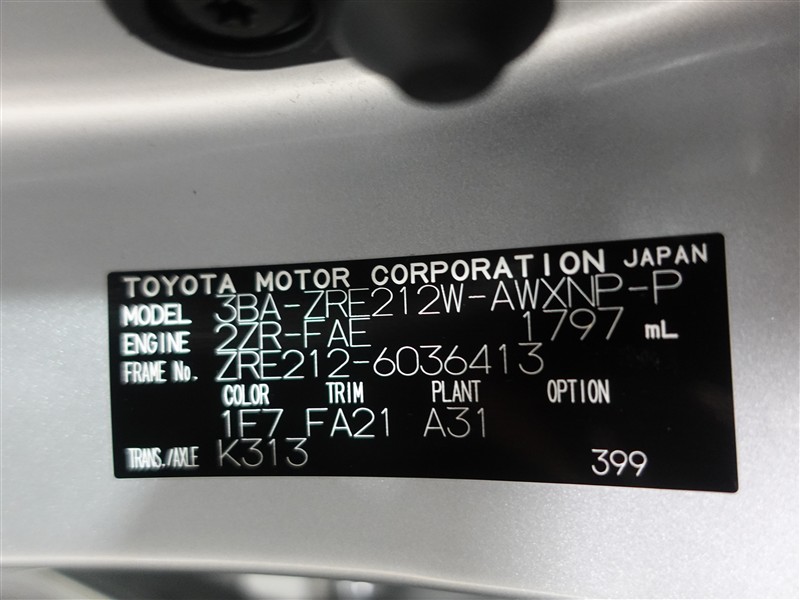 TOYOTA MOTOR CORPORATION JAPAN
MODEL 3BA-ZRE212W-AWXNP-P
ENGINE 2ZR-FAE 1797 mL
FRAME No. ZRE212-6036413
COLOR TRIM PLANT OPTION
1F7 FA21 A31
TRANS./AXLE K313 399